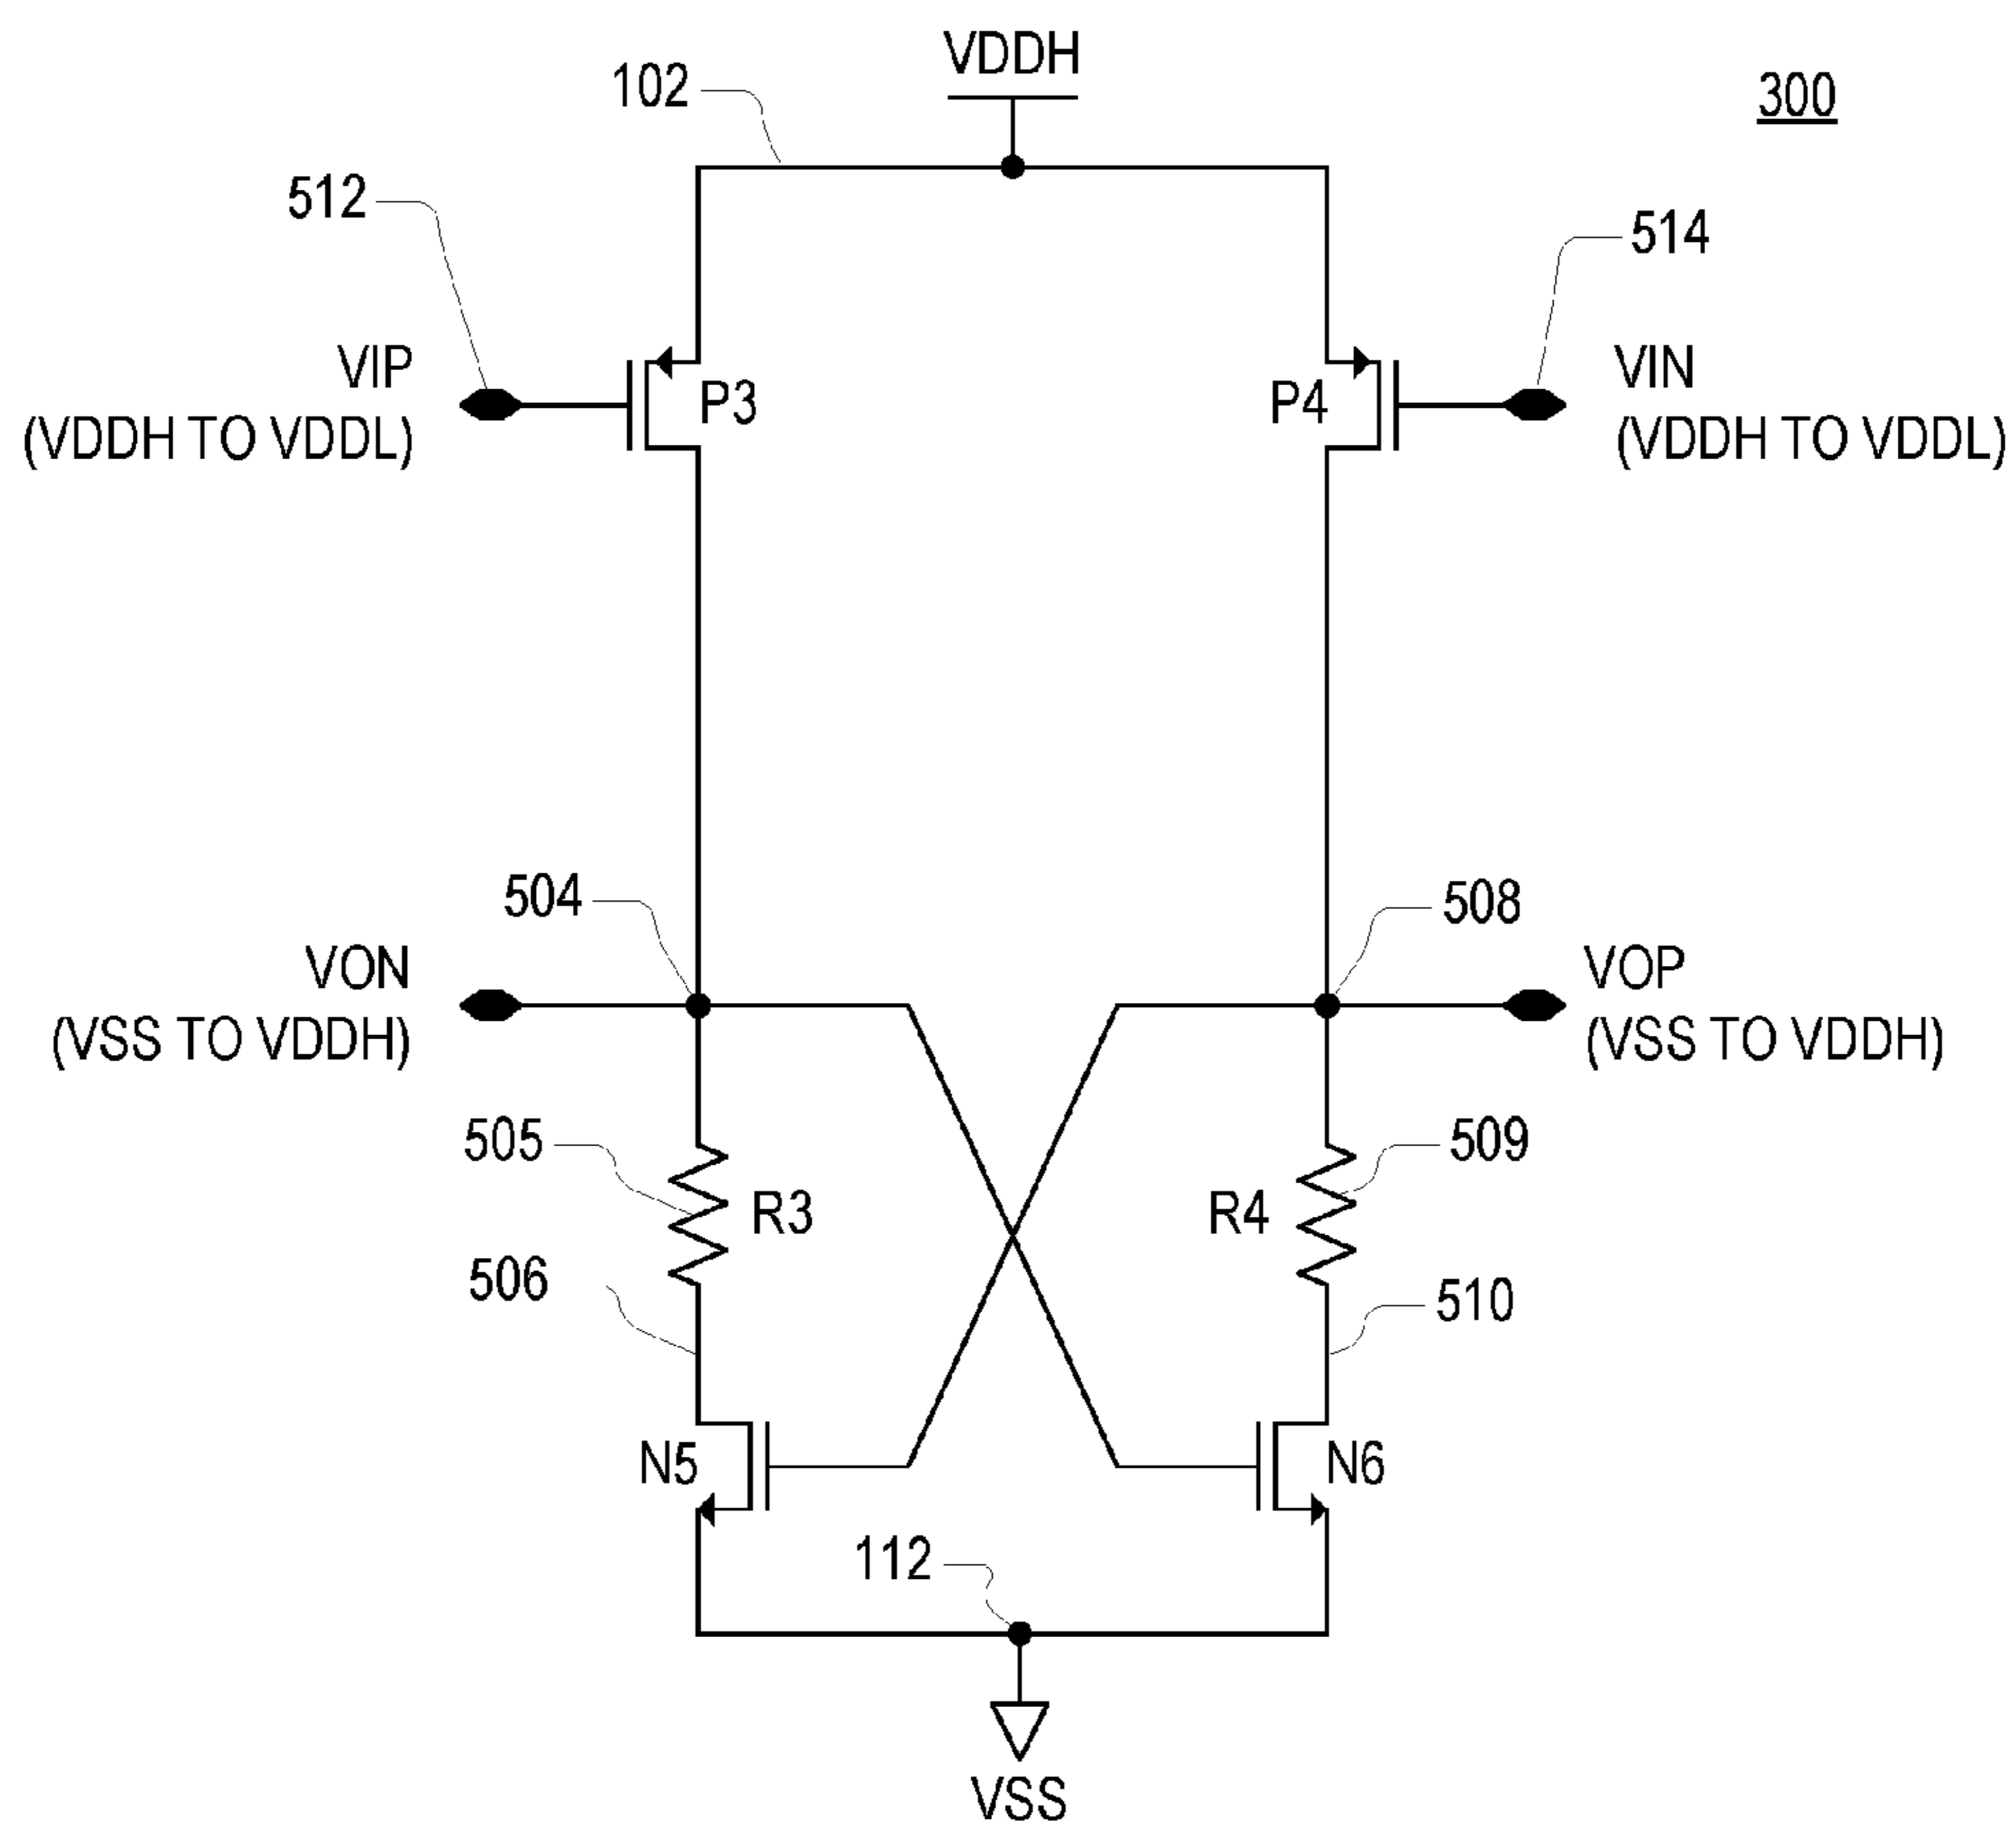 VDDH
102
300
512
514
VIP
(VDDH TO VDDL)
P3
P4
VIN
(VDDH TO VDDL)
504
508
VON
(VSS TO VDDH)
VOP
(VSS TO VDDH)
505
R3
R4
509
506
510
N5
N6
112
VSS